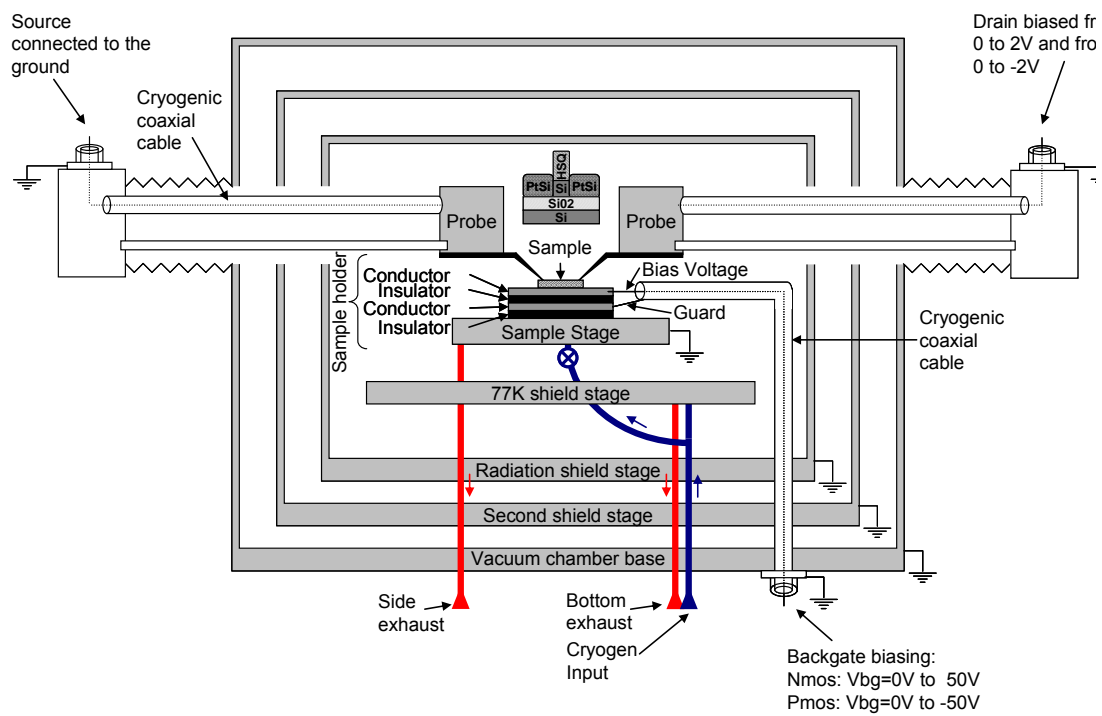 Source
connected to the
ground
Drain biased fr
0 to 2V and fro
0 to -2V
Cryogenic
coaxial
cable
HSQ
PtSi Si PtSi
Si02
Si
Probe
Probe
Sample
Sample holder
Conductor
Insulator
Conductor
Insulator
Bias Voltage
Guard
Sample Stage
Cryogenic
coaxial
cable
77K shield stage
Radiation shield stage
Second shield stage
Vacuum chamber base
Side
exhaust
Bottom
exhaust
Cryogen
Input
Backgate biasing:
Nmos: Vbg=0V to 50V
Pmos: Vbg=0V to -50V